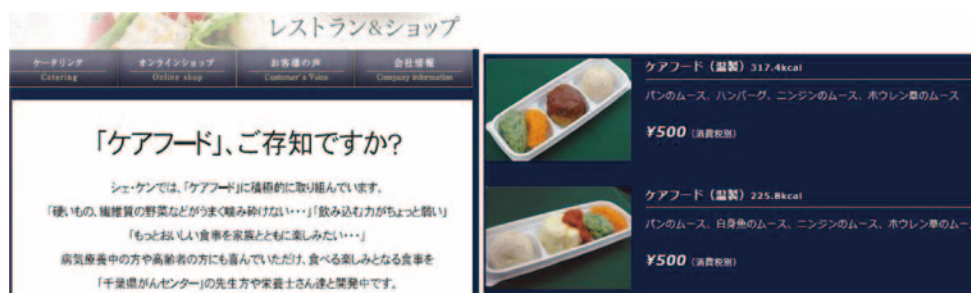 レストラン&ショップ
ケータリング
Catering
オンラインショップ
Online shop
お客様の声
Customer's Voice
会社情報
Company information
「ケアフード」、ご存知ですか?
シェ・ケンでは、「ケアフード」に積極的に取り組んでいます。
「硬いもの、繊維質の野菜などがうまく噛み砕けない・・・」「飲み込む力がちょっと弱い」
「もっとおいしい食事を家族とともに楽しみたい・・・」
病気療養中の方や高齢者の方にも喜んでいただけ、食べる楽しみとなる食事を
「千葉県がんセンター」の先生方や栄養士さん達と開発中です。
ケアフード（温製）317.4kcal
パンのムース、ハンバーグ、ニンジンのムース、ホウレン草のムース
¥500（消費税別）
ケアフード（温製）225.8kcal
パンのムース、白身魚のムース、ニンジンのムース、ホウレン草のムー
¥500（消費税別）